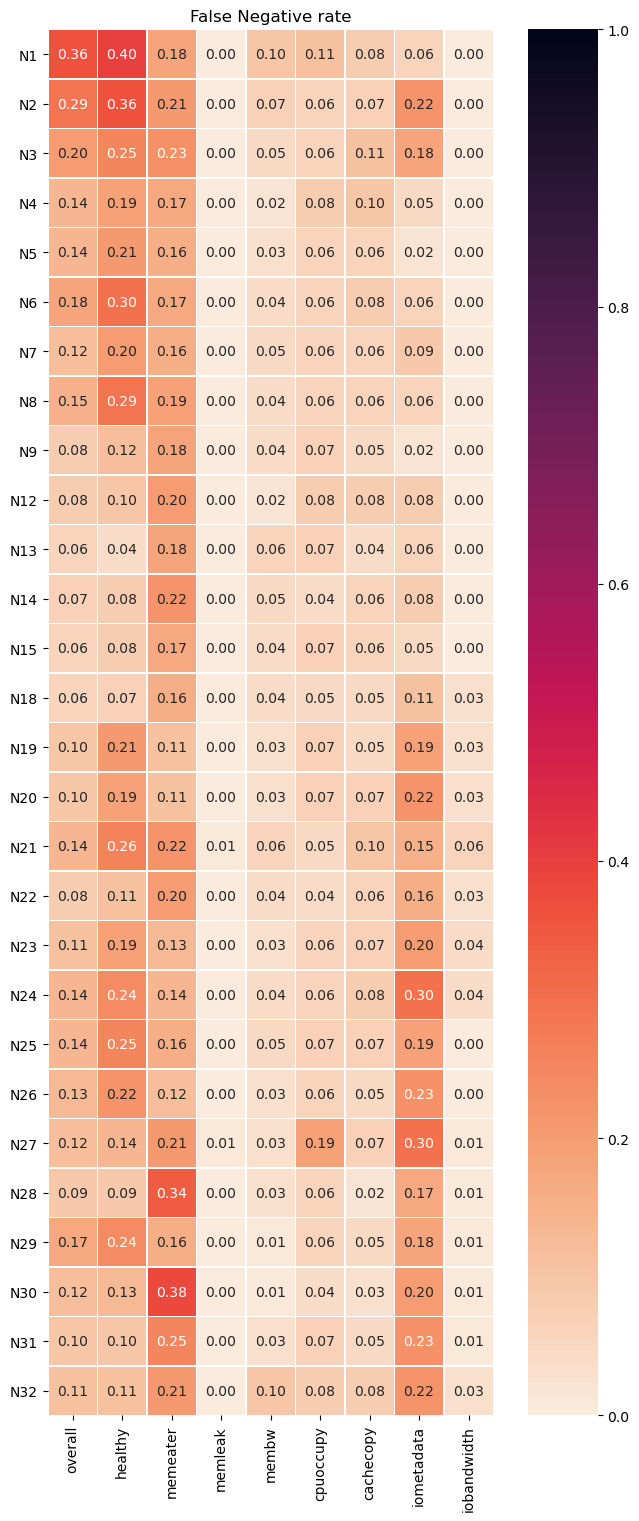 False Negative rate
N1 0.36 0.40 0.18 0.00 0.10 0.11 0.08 0.06 0.00
N2 0.29 0.36 0.21 0.00 0.07 0.06 0.07 0.22 0.00
N3 0.20 0.25 0.23 0.00 0.05 0.06 0.11 0.18 0.00
N4 0.14 0.19 0.17 0.00 0.02 0.08 0.10 0.05 0.00
N5 0.14 0.21 0.16 0.00 0.03 0.06 0.06 0.02 0.00
N6 0.18 0.30 0.17 0.00 0.04 0.06 0.08 0.06 0.00
N7 0.12 0.20 0.16 0.00 0.05 0.06 0.06 0.09 0.00
N8 0.15 0.29 0.19 0.00 0.04 0.06 0.06 0.06 0.00
N9 0.08 0.12 0.18 0.00 0.04 0.07 0.05 0.02 0.00
N12 0.08 0.10 0.20 0.00 0.02 0.08 0.08 0.08 0.00
N13 0.06 0.04 0.18 0.00 0.06 0.07 0.04 0.06 0.00
N14 0.07 0.08 0.22 0.00 0.05 0.04 0.06 0.08 0.00
N15 0.06 0.08 0.17 0.00 0.04 0.07 0.06 0.05 0.00
N18 0.06 0.07 0.16 0.00 0.04 0.05 0.05 0.11 0.03
N19 0.10 0.21 0.11 0.00 0.03 0.07 0.05 0.19 0.03
N20 0.10 0.19 0.11 0.00 0.03 0.07 0.07 0.22 0.03
N21 0.14 0.26 0.22 0.01 0.06 0.05 0.10 0.15 0.06
N22 0.08 0.11 0.20 0.00 0.04 0.04 0.06 0.16 0.03
N23 0.11 0.19 0.13 0.00 0.03 0.06 0.07 0.20 0.04
N24 0.14 0.24 0.14 0.00 0.04 0.06 0.08 0.30 0.04
N25 0.14 0.25 0.16 0.00 0.05 0.07 0.07 0.19 0.00
N26 0.13 0.22 0.12 0.00 0.03 0.06 0.05 0.23 0.00
N27 0.12 0.14 0.21 0.01 0.03 0.19 0.07 0.30 0.01
N28 0.09 0.09 0.34 0.00 0.03 0.06 0.02 0.17 0.01
N29 0.17 0.24 0.16 0.00 0.01 0.06 0.05 0.18 0.01
N30 0.12 0.13 0.38 0.00 0.01 0.04 0.03 0.20 0.01
N31 0.10 0.10 0.25 0.00 0.03 0.07 0.05 0.23 0.01
N32 0.11 0.11 0.21 0.00 0.10 0.08 0.08 0.22 0.03
overall healthy memeater memleak membw cpuoccupy cachecopy iometadata iobandwidth
1.0
0.8
0.6
0.4
0.2
0.0